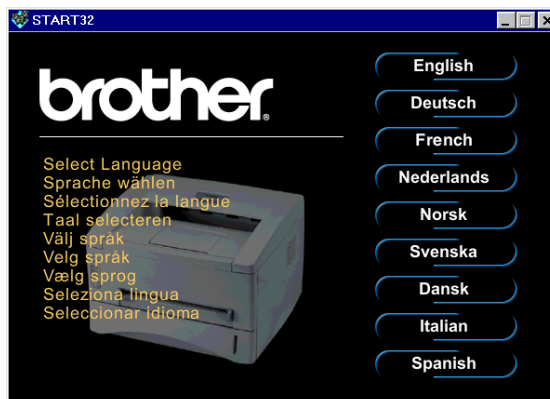 START32
brother
Select Language
Sprache wählen
Sélectionnez la langue
Taal selecteren
Välj språk
Velg språk
Vælg sprog
Seleziona lingua
Seleccionar idioma
English
Deutsch
French
Nederlands
Norsk
Svenska
Dansk
Italian
Spanish